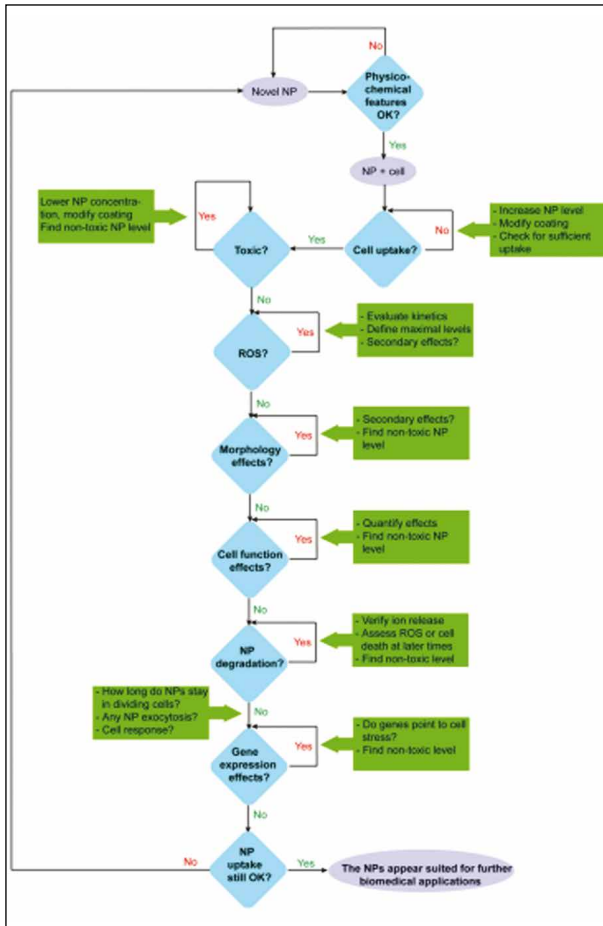 No
Novel NP
Physico-
chemical
features
OK?
Yes
NP + cell
Lower NP concentra-
tion, modify coating
Find non-toxic NP level
Yes
Toxic?
Yes
Cell uptake?
No
- Increase NP level
- Modify coating
- Check for sufficient
uptake
No
ROS?
Yes
- Evaluate kinetics
- Define maximal levels
- Secondary effects?
No
Morphology
effects?
Yes
- Secondary effects?
- Find non-toxic NP
level
No
Cell function
effects?
Yes
- Quantify effects
- Find non-toxic NP
level
No
NP
degradation?
Yes
- Verify ion release
- Assess ROS or cell
death at later times
- Find non-toxic level
- How long do NPs stay
in dividing cells?
- Any NP exocytosis?
- Cell response?
No
Gene
expression
effects?
Yes
- Do genes point to cell
stress?
- Find non-toxic level
No
No
NP
uptake
still OK?
Yes
The NPs appear suited for further
biomedical applications